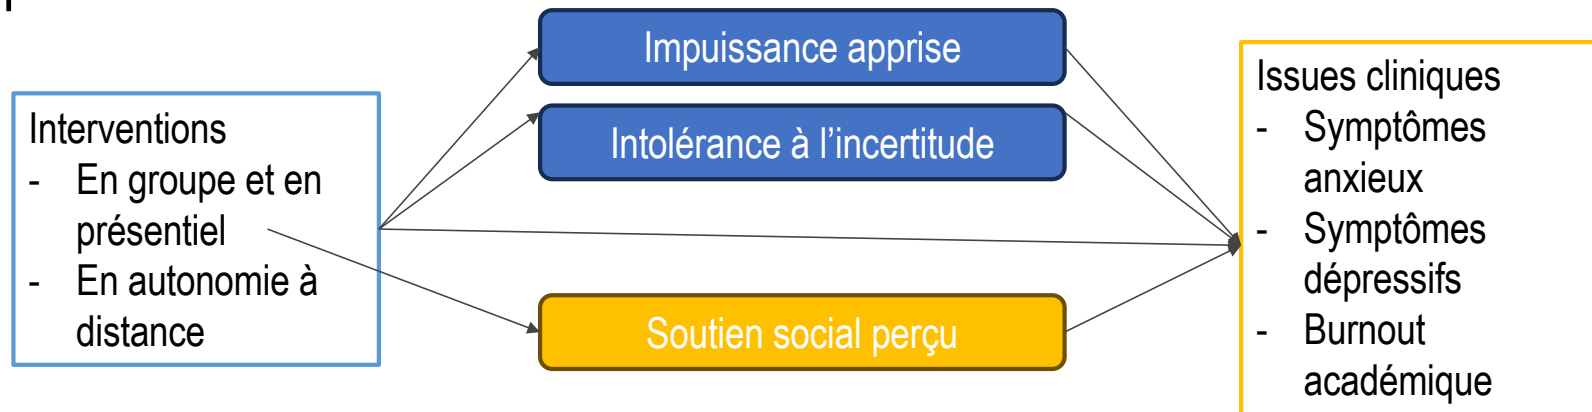 Interventions
- En groupe et en
présentiel
- En autonomie à
distance
Impuissance apprise
Intolérance à l’incertitude
Soutien social perçu
Issues cliniques
- Symptômes
anxieux
- Symptômes
dépressifs
- Burnout
académique